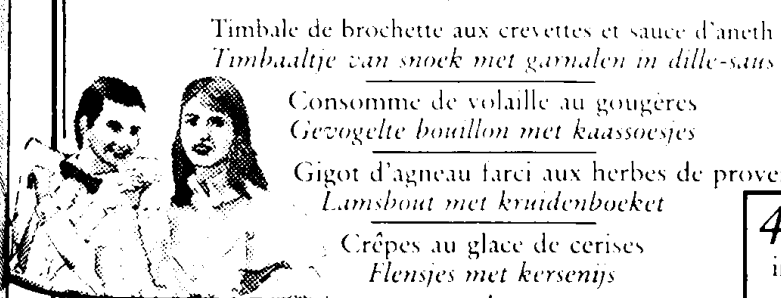 Timbale de brochette aux crevettes et sauce d'aneth
Timbaaltje van snoek met garnalen in dille-saus
Consomme de volaille au gougères
Gevogelte bouillon met kaassoesjes
Gigot d'agneau farci aux herbes de prove
Lamsbout met kruidenboeket
Crêpes au glace de cerises
Flensjes met kersenijs
4
i